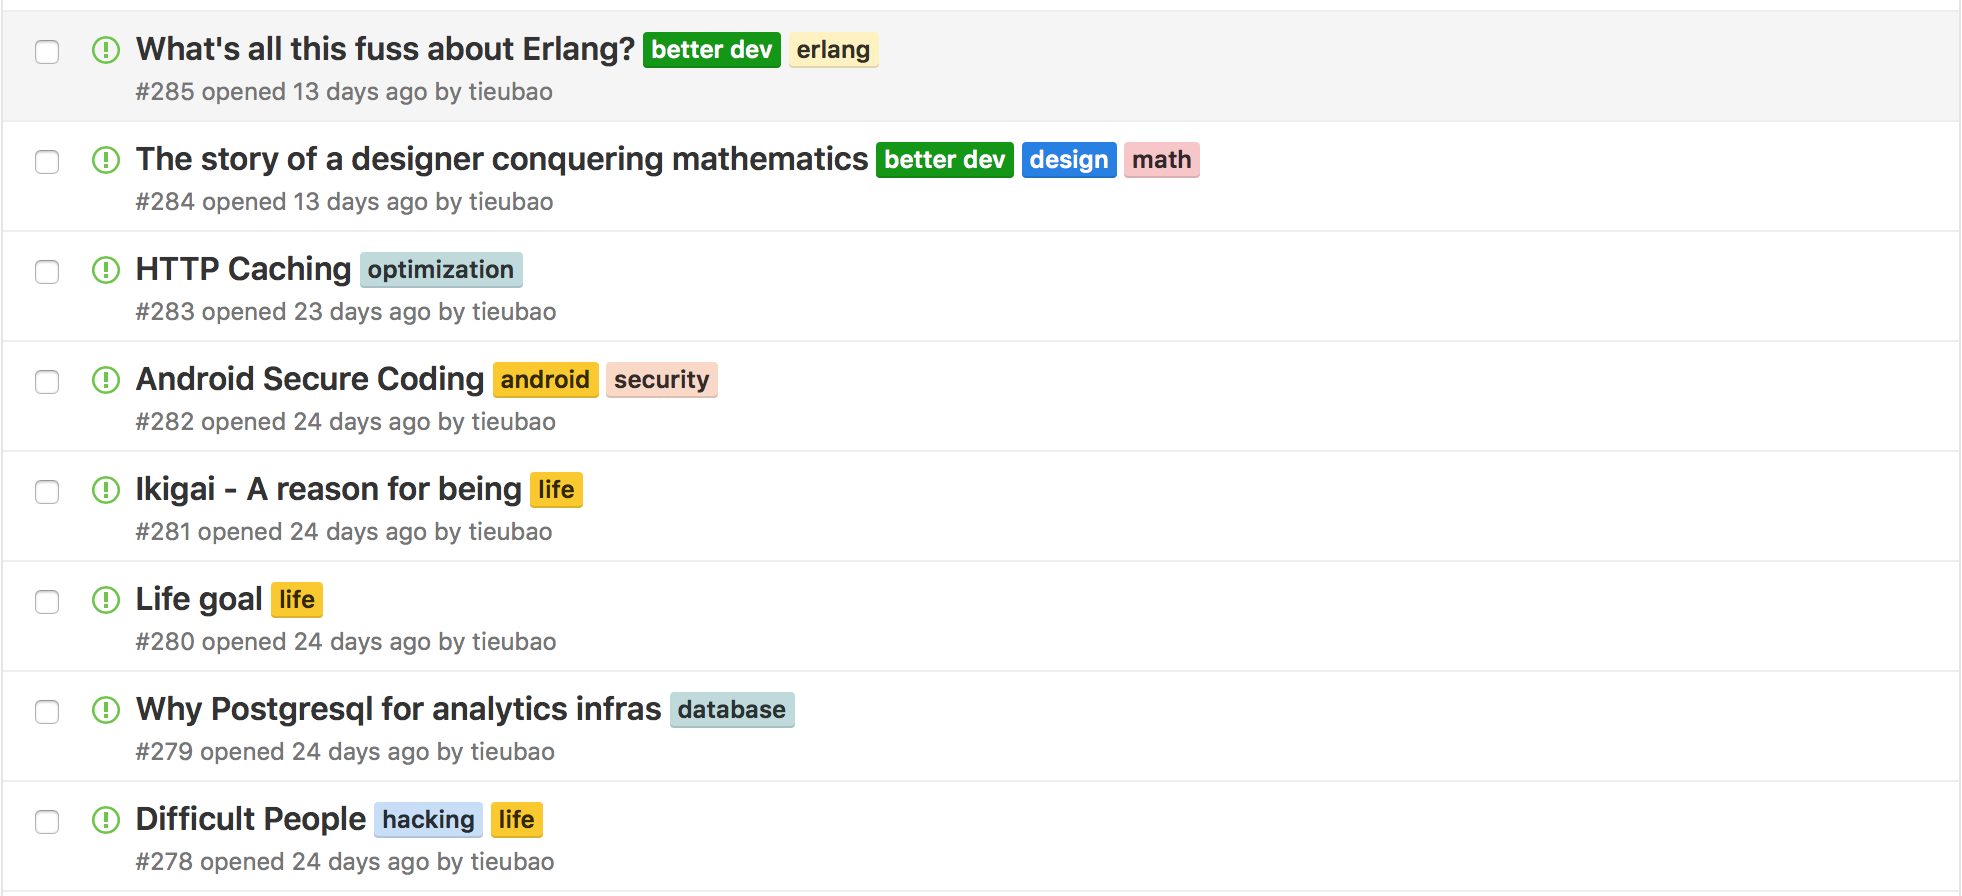 What's all this fuss about Erlang? better dev erlang
#285 opened 13 days ago by tieubao
The story of a designer conquering mathematics better dev design math
#284 opened 13 days ago by tieubao
HTTP Caching optimization
#283 opened 23 days ago by tieubao
Android Secure Coding android security
#282 opened 24 days ago by tieubao
Ikigai - A reason for being life
#281 opened 24 days ago by tieubao
Life goal life
#280 opened 24 days ago by tieubao
Why Postgresql for analytics infras database
#279 opened 24 days ago by tieubao
Difficult People hacking life
#278 opened 24 days ago by tieubao